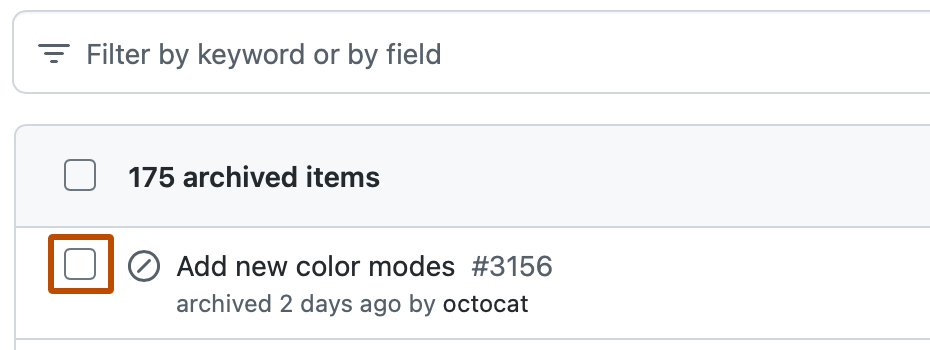 Filter by keyword or by field
175 archived items
Add new color modes #3156
archived 2 days ago by octocat